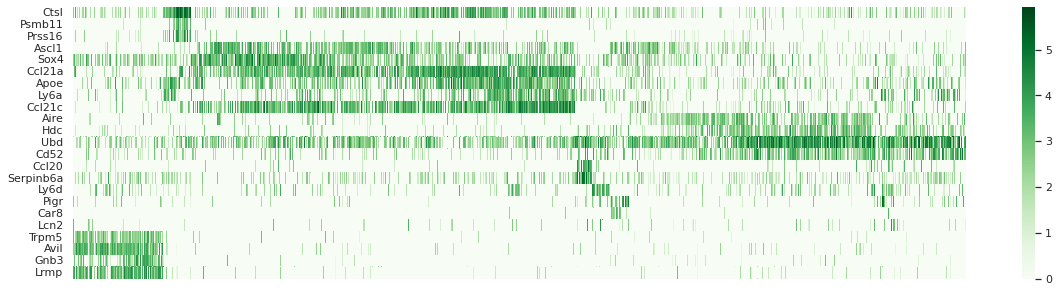 Ctsl
Psmb11
Prss16
Ascl1
Sox4
Ccl21a
Apoe
Ly6a
Ccl21c
Aire
Hdc
Ubd
Cd52
Ccl20
Serpinb6a
Ly6d
Pigr
Car8
Lcn2
Trpm5
Avil
Gnb3
Lrmp
5
4
3
2
1
0